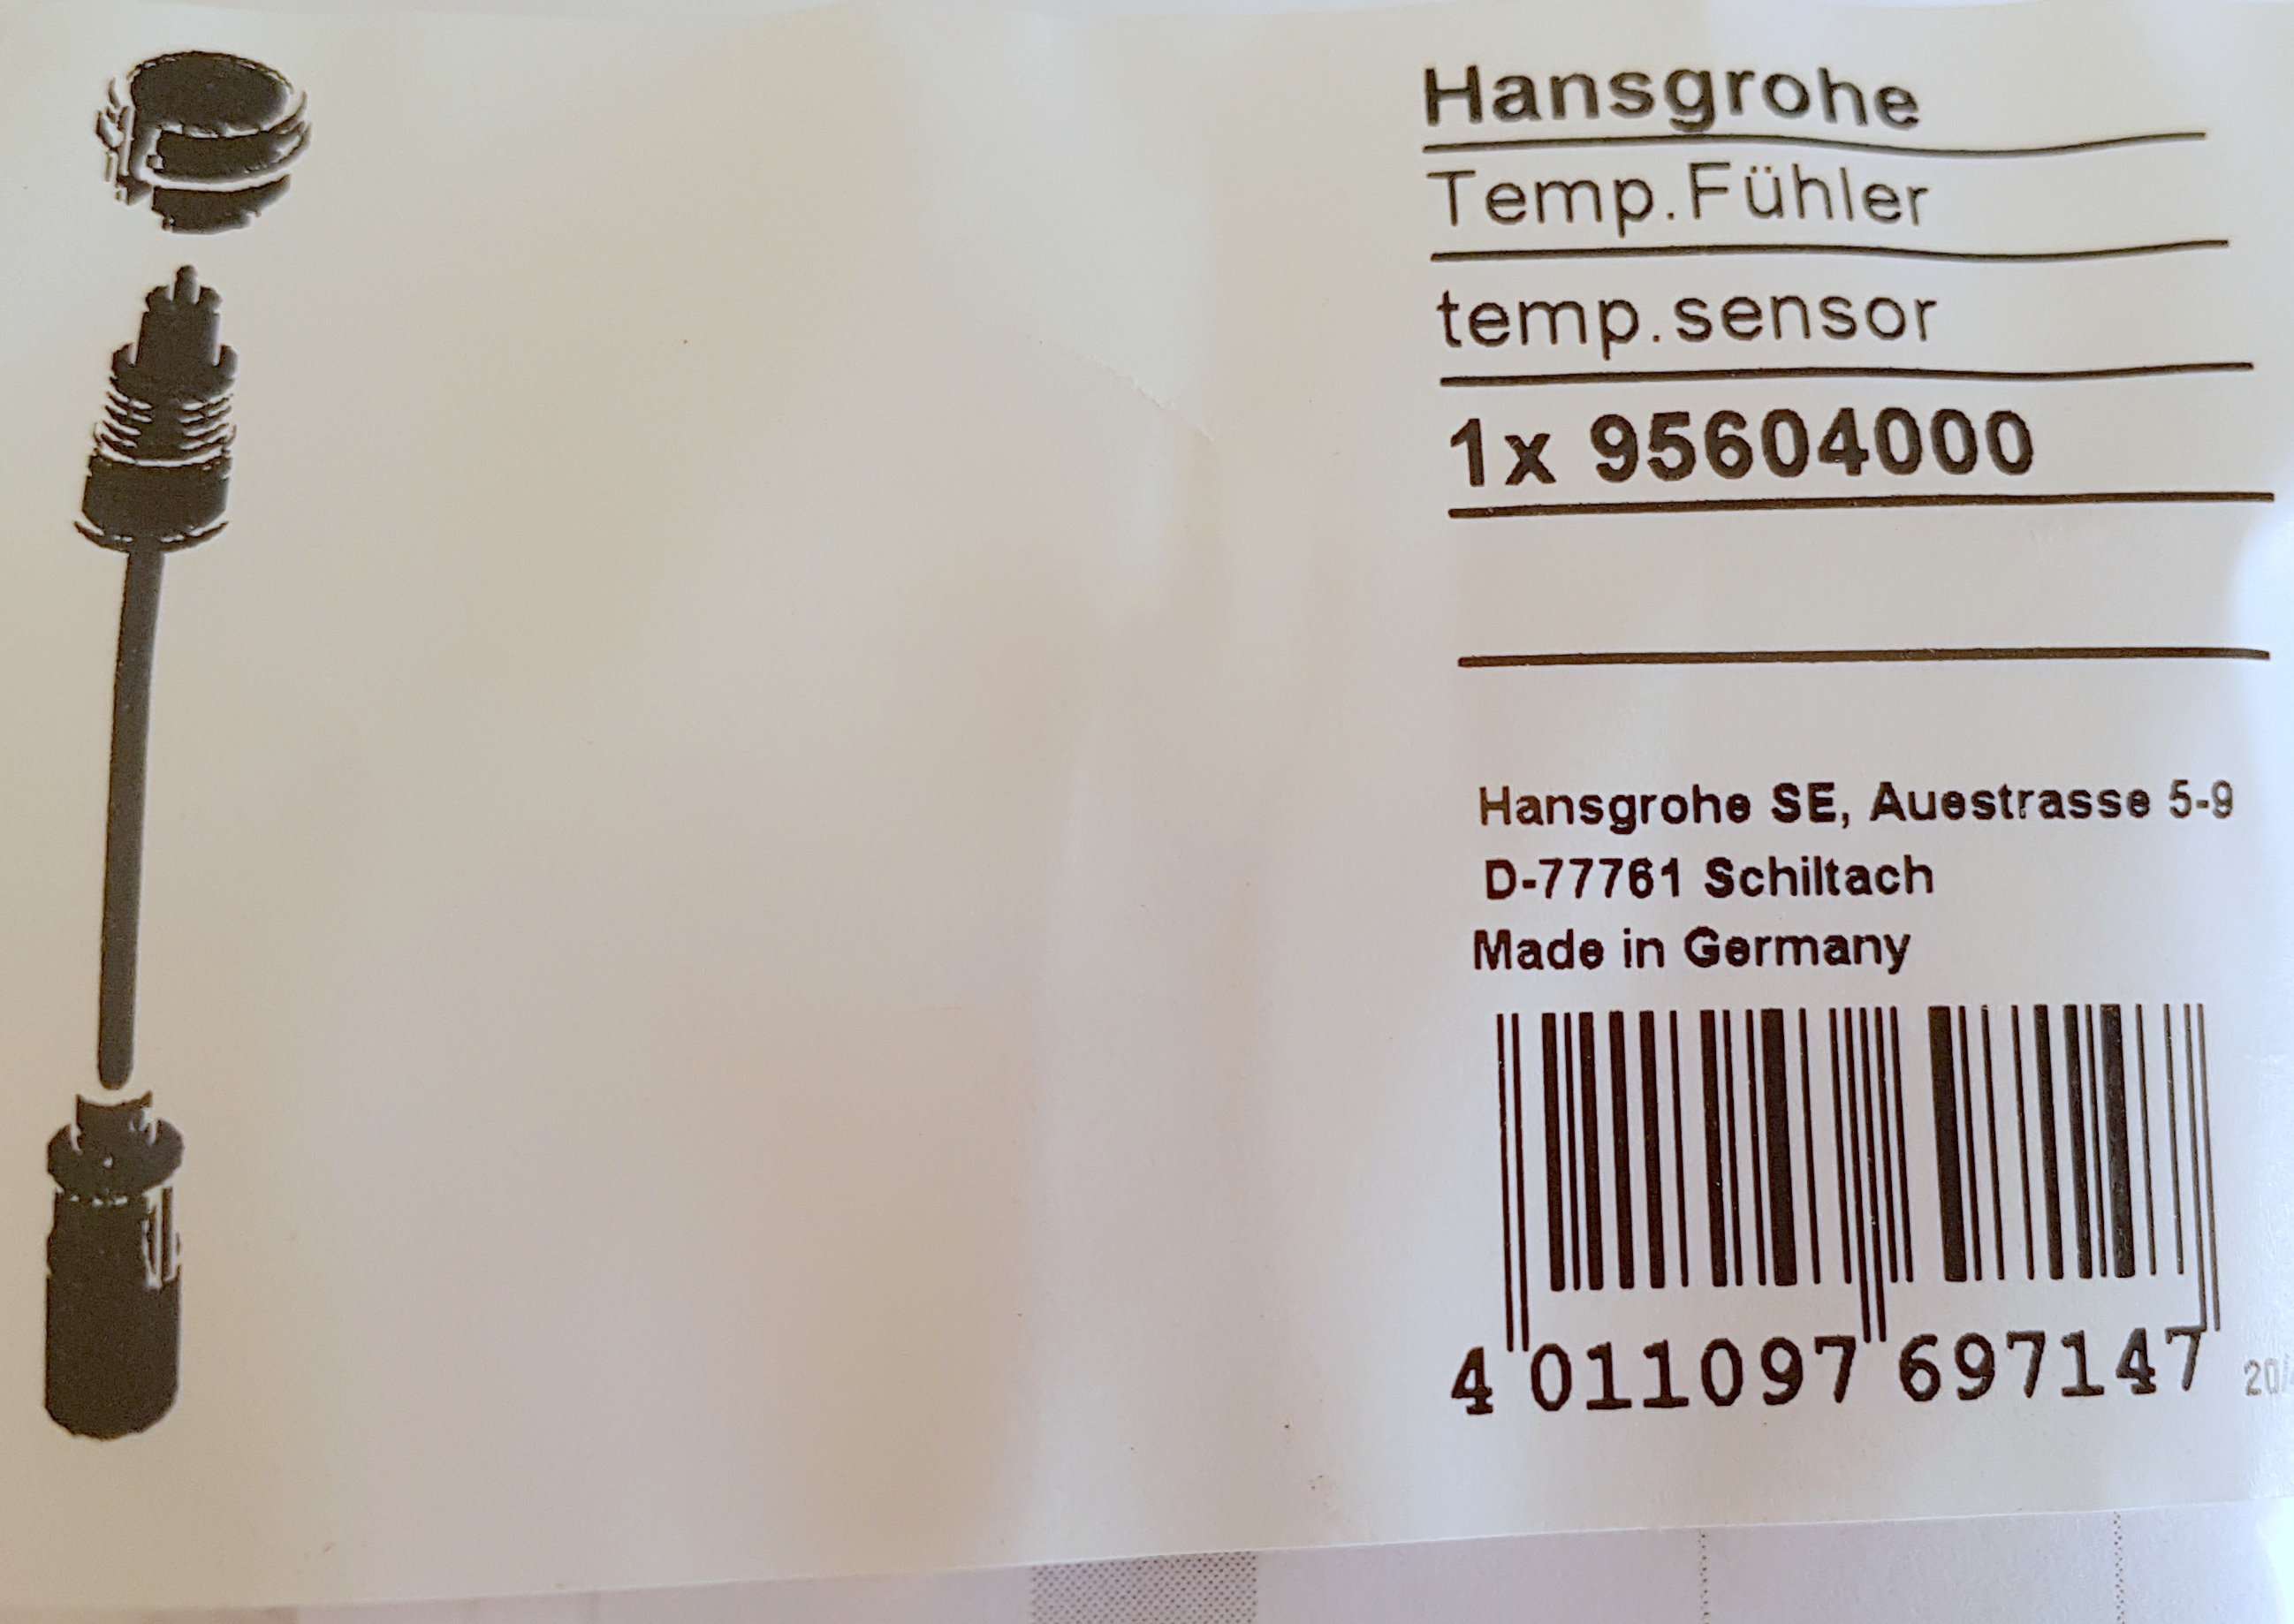 Hansgrohe
Temp.Fühler
temp.sensor
1x 95604000
Hansgrohe SE, Auestrasse 5-9
D-77761 Schiltach
Made in Germany
4 011097 697147